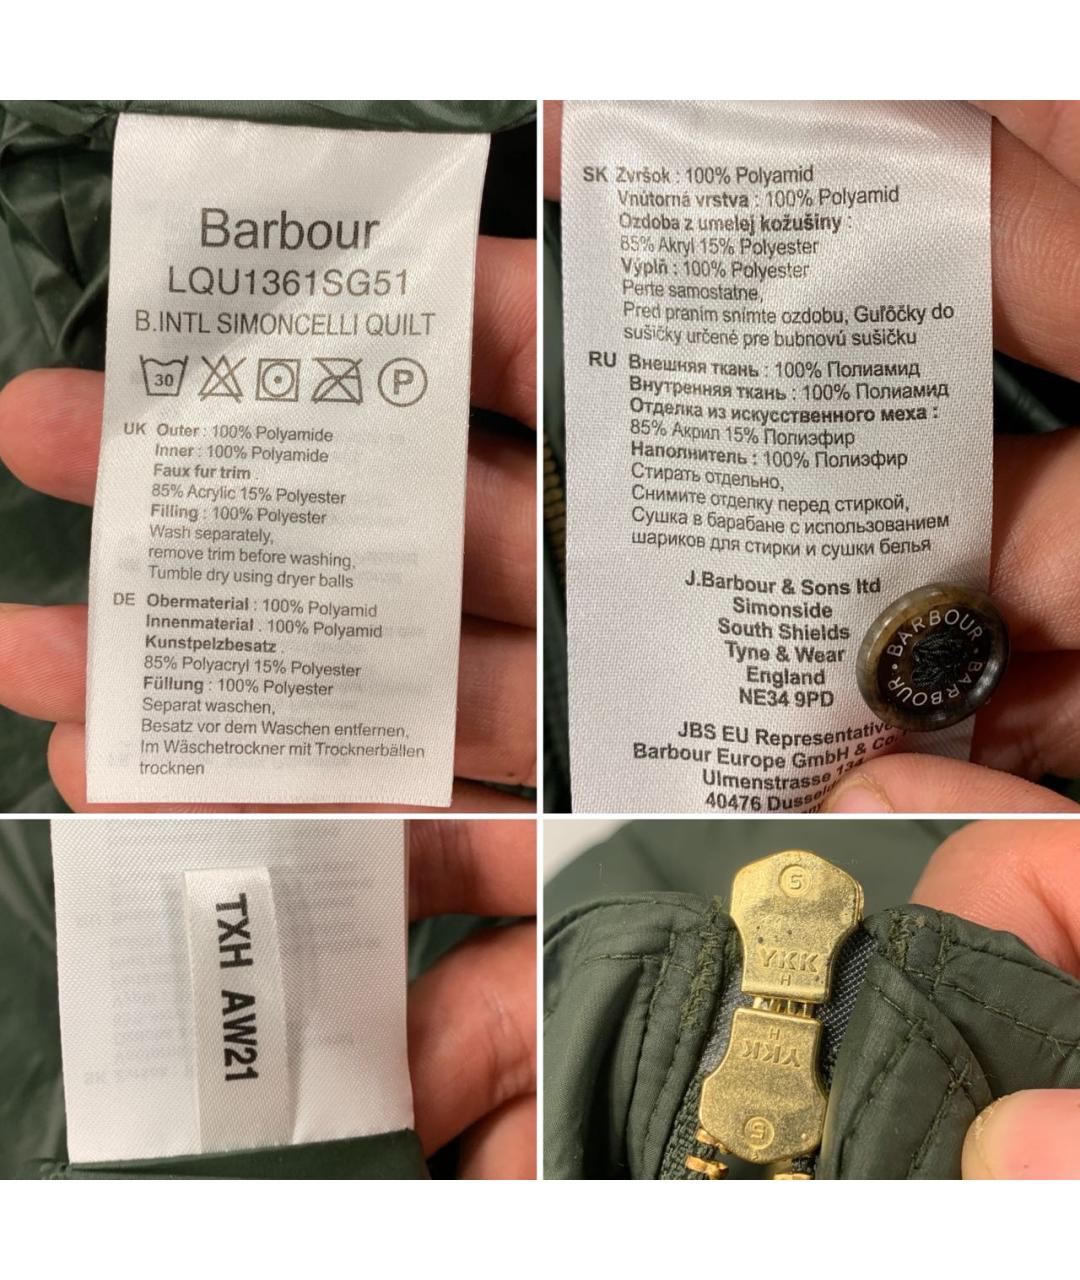 Barbour
LQU1361SG51
B.INTL SIMONCELLI QUILT
30
P
UK Outer : 100% Polyamide
Inner : 100% Polyamide
Faux fur trim
85% Acrylic 15% Polyester
Filling : 100% Polyester
Wash separately,
remove trim before washing,
Tumble dry using dryer balls
DE Obermaterial : 100% Polyamid
Innenmaterial : 100% Polyamid
Kunstpelzbesatz
85% Polyacryl 15% Polyester
Füllung : 100% Polyester
Separat waschen,
Besatz vor dem Waschen entfernen,
Im Wäschetrockner mit Trocknerbällen
trocknen
SK Zvršok : 100% Polyamid
Vnútorná vrstva : 100% Polyamid
Ozdoba z umelej kožušiny :
85% Akryl 15% Polyester
Výplň : 100% Polyester
Perte samostatne,
Pred praním snímte ozdobu, Guľôčky do
sušičky určené pre bubnovú sušičku
RU Внешняя ткань : 100% Полиамид
Внутренняя ткань : 100% Полиамид
Отделка из искусственного меха :
85% Акрил 15% Полиэфир
Наполнитель : 100% Полиэфир
Стирать отдельно,
Снимите отделку перед стиркой,
Сушка в барабане с использованием
шариков для стирки и сушки белья
J.Barbour & Sons ltd
Simonside
South Shields
Tyne & Wear
England
NE34 9PD
JBS EU Representative
Barbour Europe GmbH & Co.
Ulmenstrasse 134
40476
BARBOUR · BARBOUR ·
TXH AW21
5
YKK
H
H
YKK
5